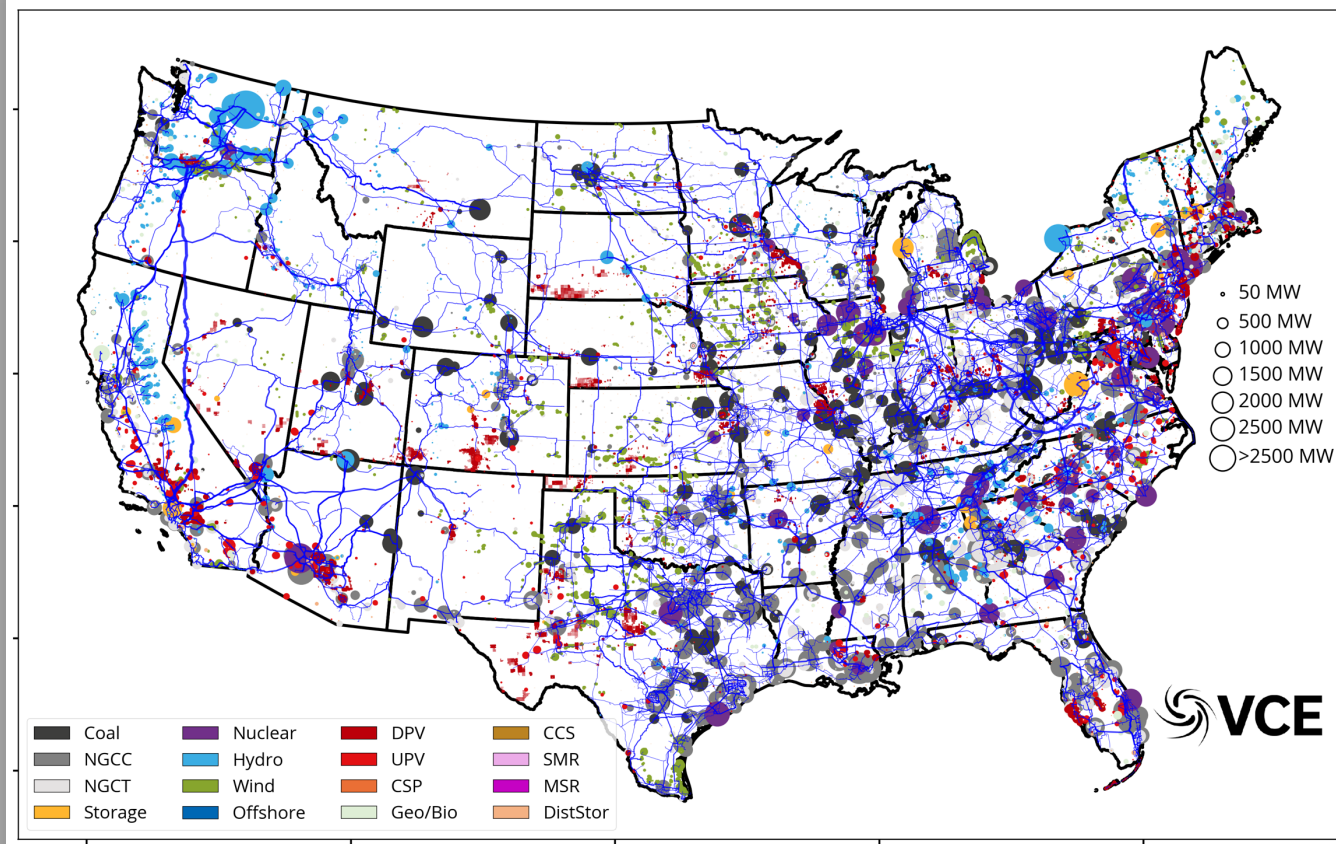 50 MW
500 MW
1000 MW
1500 MW
2000 MW
2500 MW
>2500 MW
VCE
Coal Nuclear DPV CCS
NGCC Hydro UPV SMR
NGCT Wind CSP MSR
Storage Offshore Geo/Bio DistStor